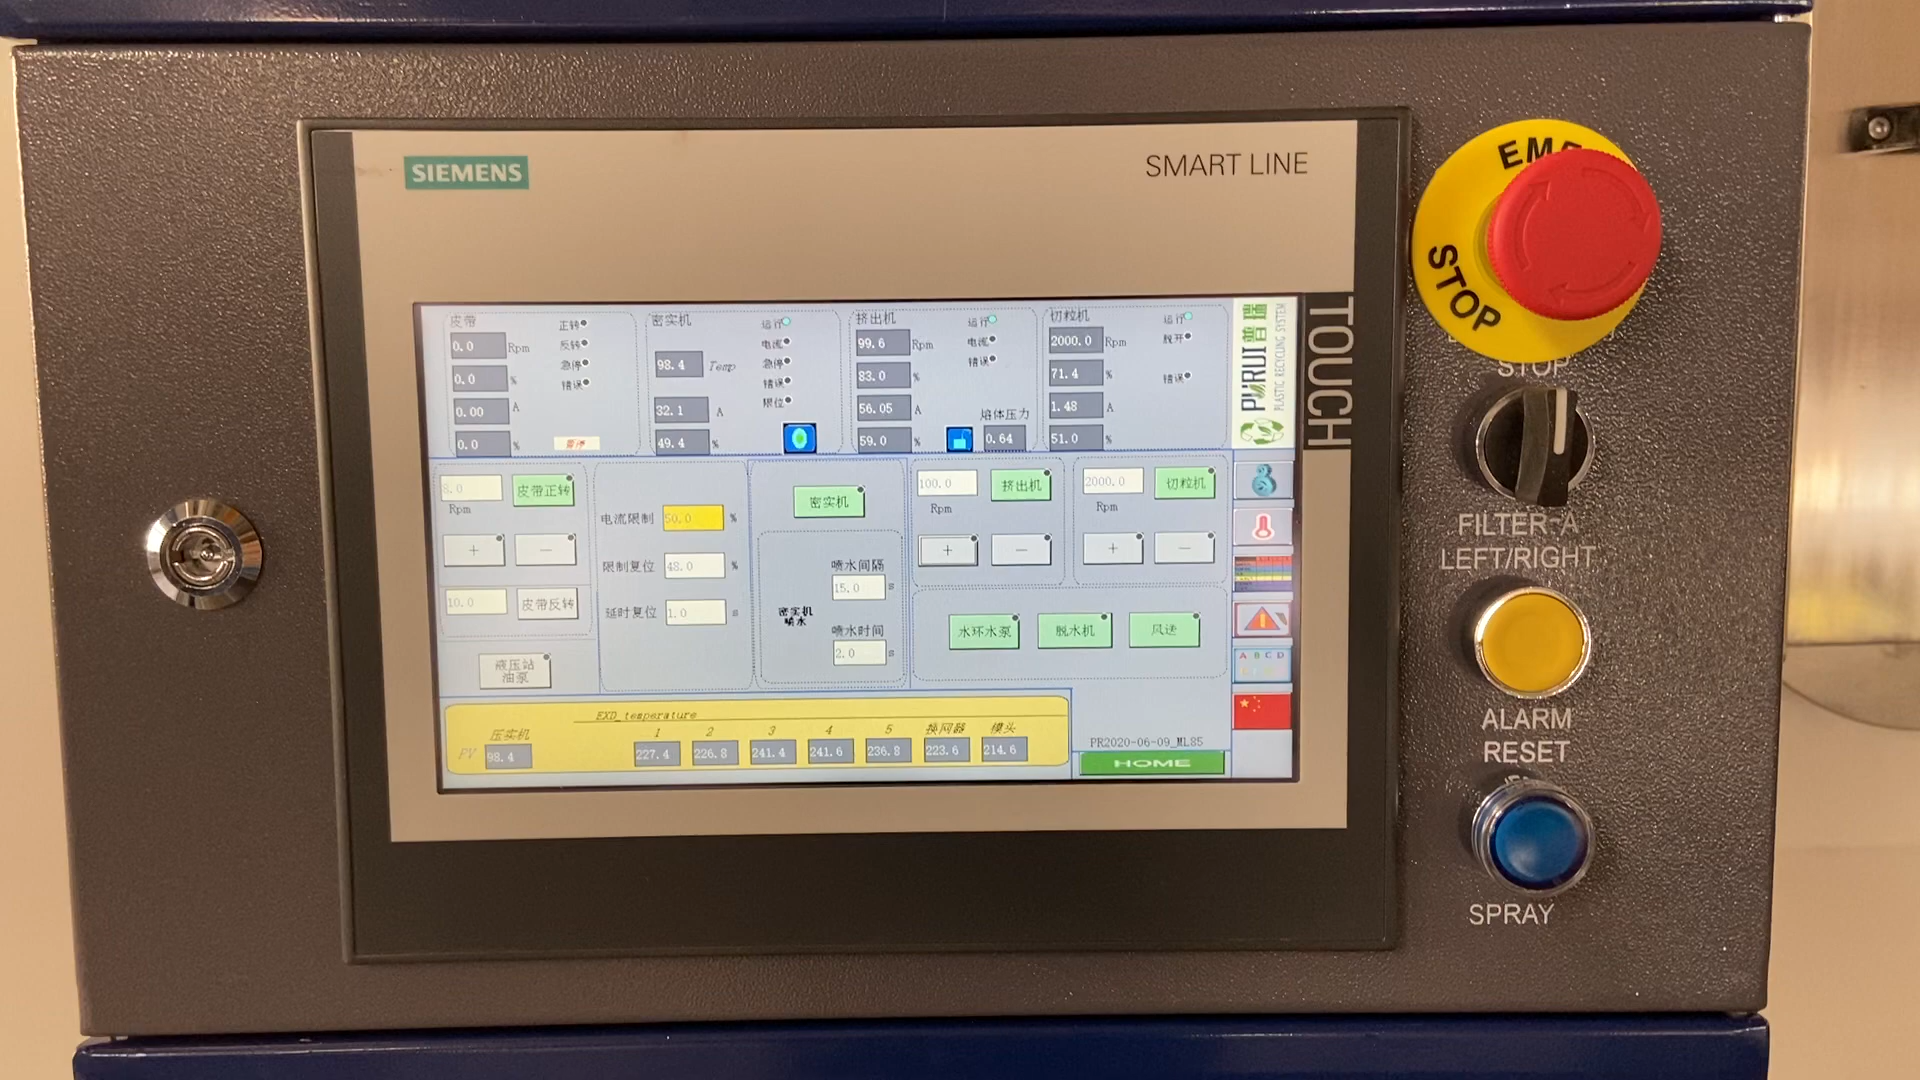 SIEMENS
SMART LINE
TOUCH
皮带
正转
0.0 Rpm
反转
0.0 %
急停
0.00 A
错误
0.0 %
暂停
密实机
运行
电流
98.4 Temp
急停
错误
32.1 A
限位
49.4 %
挤出机
运行
99.6 Rpm
电流
83.0 %
错误
56.05 A
熔体压力
59.0 %
0.64
切粒机
运行
2000.0 Rpm
脱开
71.4 %
错误
1.48 A
51.0 %
PURUI 普瑞
PLASTIC RECYCLING SYSTEM
8.0
皮带正转
Rpm
+ −
10.0
皮带反转
液压站
油泵
电流限制 50.0 %
限制复位 48.0 %
延时复位 1.0 s
密实机
喷水间隔
15.0 s
密实机
喷水
喷水时间
2.0 s
100.0
挤出机
Rpm
+ −
2000.0
切粒机
Rpm
+ −
水环水泵
脱水机
风送
A B C D
EXD_temperature
压实机 1 2 3 4 5 换网器 模头
PV 98.4 227.4 226.8 241.4 241.6 236.8 223.6 214.6
PR2020-06-09_ML85
HOME
EME
STOP
STOP
FILTER-A
LEFT/RIGHT
ALARM
RESET
SPRAY